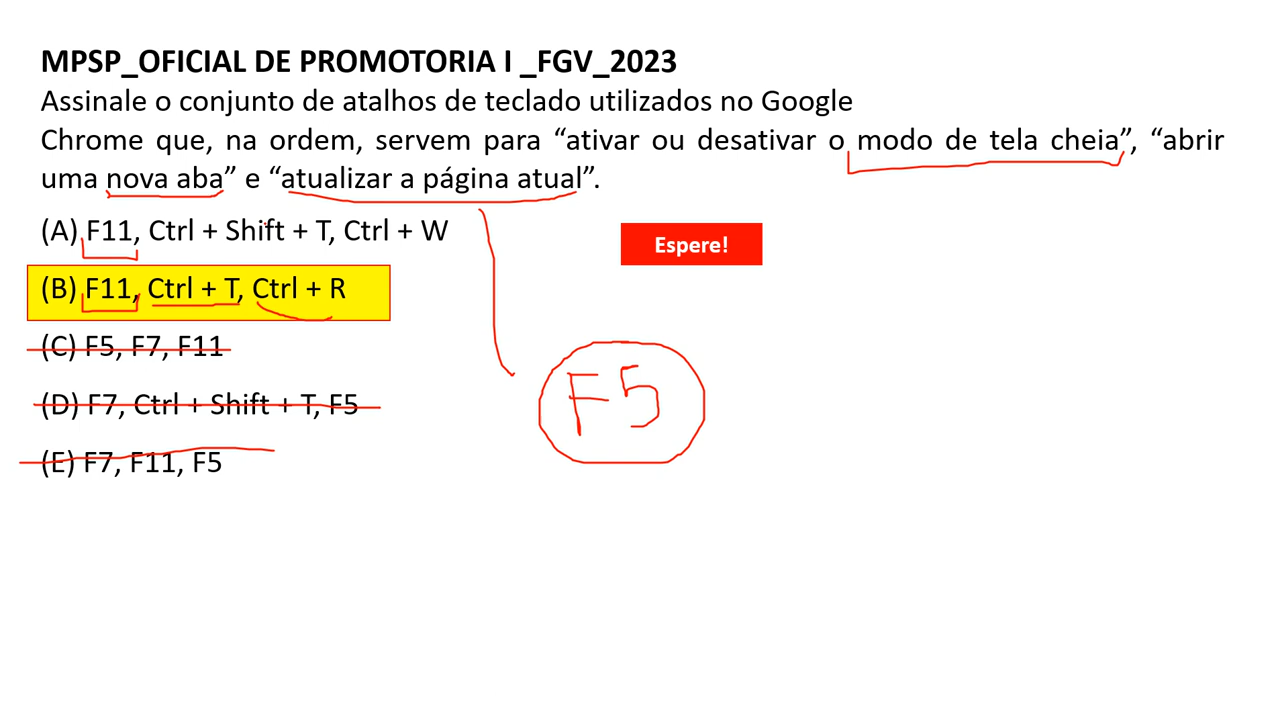 MPSP_OFICIAL DE PROMOTORIA I _FGV_2023
Assinale o conjunto de atalhos de teclado utilizados no Google
Chrome que, na ordem, servem para “ativar ou desativar o modo de tela cheia”, “abrir
uma nova aba” e “atualizar a página atual”.
(A) F11, Ctrl + Shift + T, Ctrl + W
Espere!
(B) F11, Ctrl + T, Ctrl + R
(C) F5, F7, F11
(D) F7, Ctrl + Shift + T, F5
F5
(E) F7, F11, F5